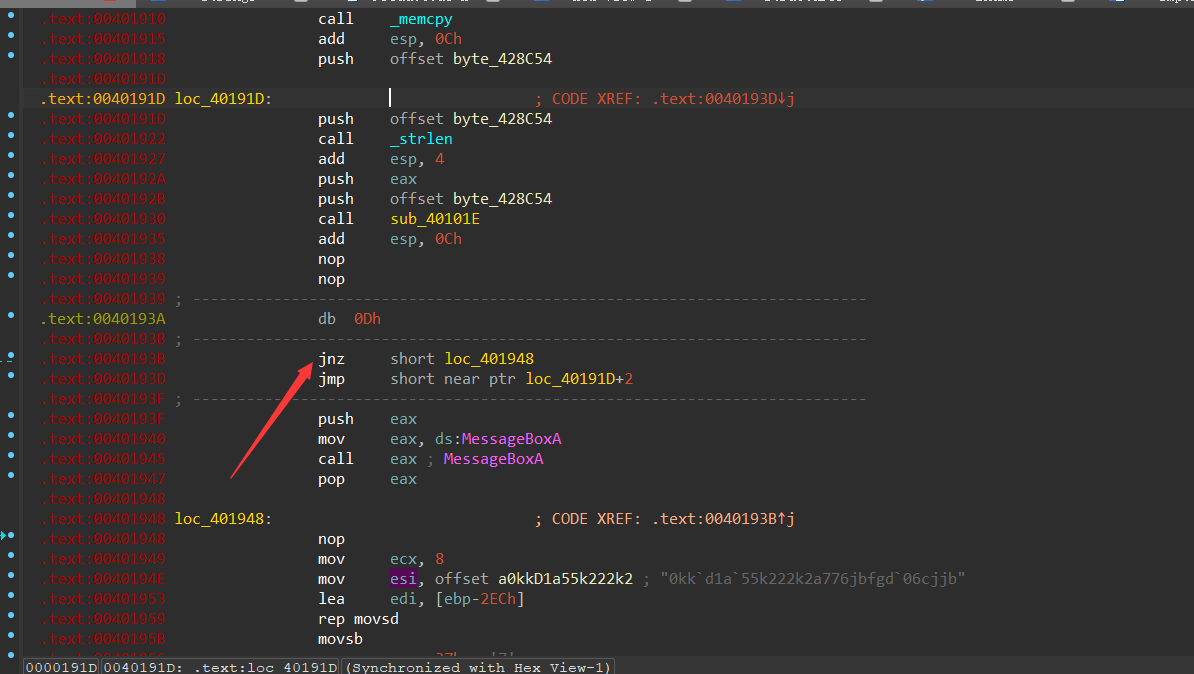 .text:00401910 call _memcpy
.text:00401915 add esp, 0Ch
.text:00401918 push offset byte_428C54
.text:0040191D
.text:0040191D loc_40191D: ; CODE XREF: .text:0040193D↓j
.text:0040191D push offset byte_428C54
.text:00401922 call _strlen
.text:00401927 add esp, 4
.text:0040192A push eax
.text:0040192B push offset byte_428C54
.text:00401930 call sub_40101E
.text:00401935 add esp, 0Ch
.text:00401938 nop
.text:00401939 nop
.text:00401939 ; ---------------------------------------------------------------------------
.text:0040193A db 0Dh
.text:0040193B ; ---------------------------------------------------------------------------
.text:0040193B jnz short loc_401948
.text:0040193D jmp short near ptr loc_40191D+2
.text:0040193F ; ---------------------------------------------------------------------------
.text:0040193F push eax
.text:00401940 mov eax, ds:MessageBoxA
.text:00401945 call eax ; MessageBoxA
.text:00401947 pop eax
.text:00401948
.text:00401948 loc_401948: ; CODE XREF: .text:0040193B↑j
.text:00401948 nop
.text:00401949 mov ecx, 8
.text:0040194E mov esi, offset a0kkD1a55k222k2 ; "0kk`d1a`55k222k2a776jbfgd`06cjjb"
.text:00401953 lea edi, [ebp-2ECh]
.text:00401959 rep movsd
.text:0040195B movsb
0000191D 0040191D: .text:loc_40191D (Synchronized with Hex View-1)